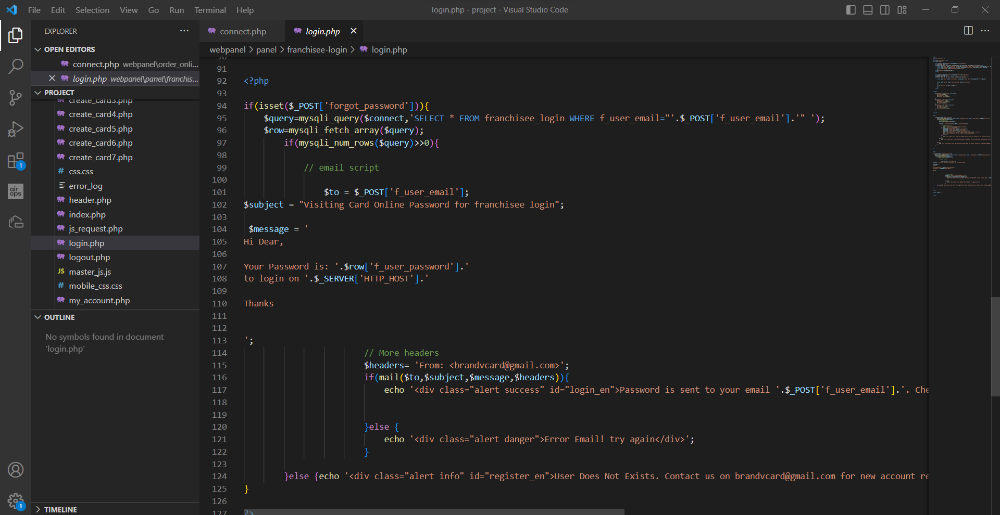 File Edit Selection View Go Run Terminal Help
login.php - project - Visual Studio Code
EXPLORER
OPEN EDITORS
connect.php webpanel\order_onli...
login.php webpanel\panel\franchis...
PROJECT
create_card3.php
create_card4.php
create_card5.php
create_card6.php
create_card7.php
# css.css
error_log
header.php
index.php
js_request.php
login.php
logout.php
JS master_js.js
# mobile_css.css
my_account.php
OUTLINE
No symbols found in document
'login.php'
TIMELINE
1
air
ops
1
connect.php
login.php
webpanel > panel > franchisee-login > login.php
90
91
92 <?php
93
94 if(isset($_POST['forgot_password'])){
95 $query=mysqli_query($connect,'SELECT * FROM franchisee_login WHERE f_user_email="'.$_POST['f_user_email'].'" ');
96 $row=mysqli_fetch_array($query);
97 if(mysqli_num_rows($query)>>0){
98
99 // email script
100
101 $to = $_POST['f_user_email'];
102 $subject = "Visiting Card Online Password for franchisee login";
103
104 $message = '
105 Hi Dear,
106
107 Your Password is: '.$row['f_user_password'].'
108 to login on '.$_SERVER['HTTP_HOST'].'
109
110 Thanks
111
112
113 ';
114 // More headers
115 $headers= 'From: <brandvcard@gmail.com>';
116 if(mail($to,$subject,$message,$headers)){
117 echo '<div class="alert success" id="login_en">Password is sent to your email '.$_POST['f_user_email'].'. Che
118
119
120 }else {
121 echo '<div class="alert danger">Error Email! try again</div>';
122 }
123
124 }else {echo '<div class="alert info" id="register_en">User Does Not Exists. Contact us on brandvcard@gmail.com for new account re
125 }
126
127 ?>